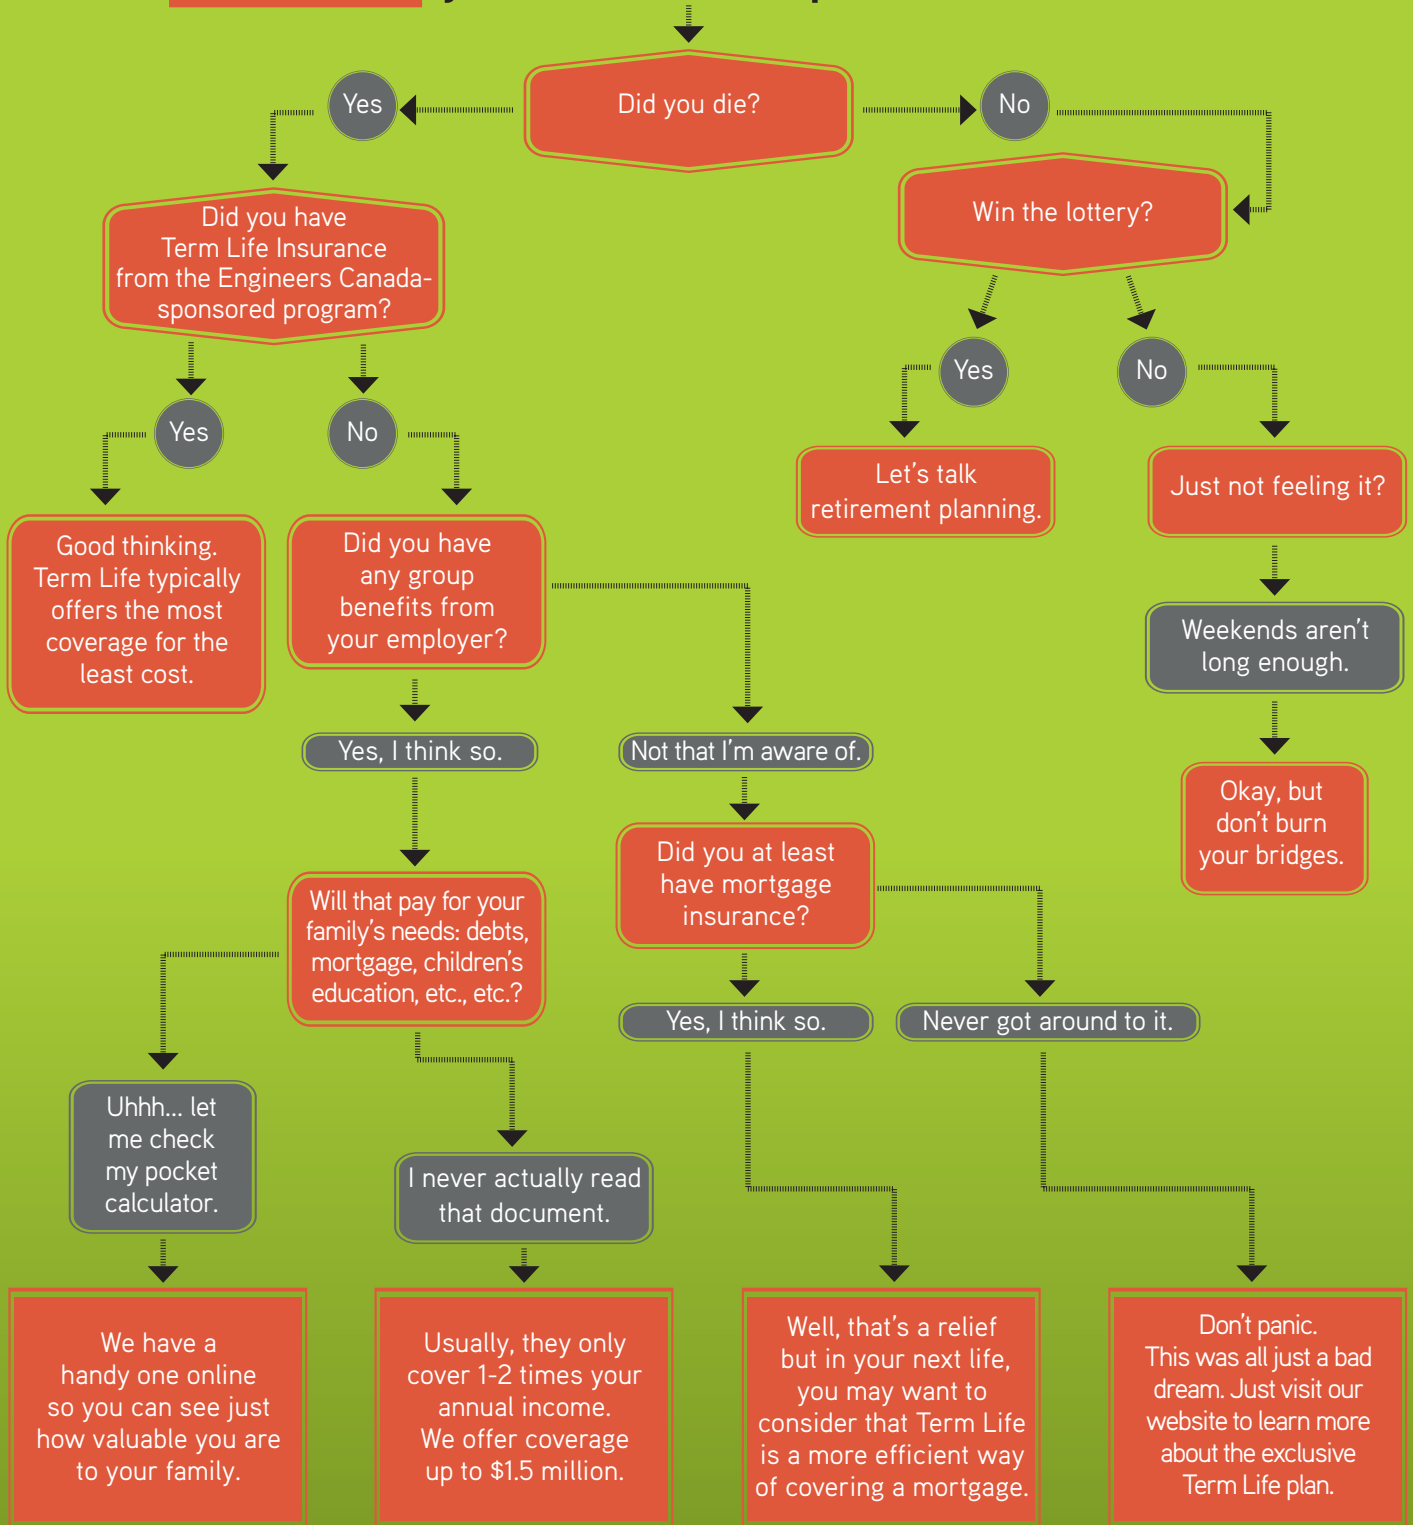 Did you die?
Yes
No
Did you have
Term Life Insurance
from the Engineers Canada-
sponsored program?
Win the lottery?
Yes
No
Yes
No
Let's talk
retirement planning.
Just not feeling it?
Good thinking.
Term Life typically
offers the most
coverage for the
least cost.
Did you have
any group
benefits from
your employer?
Weekends aren't
long enough.
Yes, I think so.
Not that I'm aware of.
Okay, but
don't burn
your bridges.
Will that pay for your
family's needs: debts,
mortgage, children's
education, etc., etc.?
Did you at least
have mortgage
insurance?
Yes, I think so.
Never got around to it.
Uhhh... let
me check
my pocket
calculator.
I never actually read
that document.
We have a
handy one online
so you can see just
how valuable you are
to your family.
Usually, they only
cover 1-2 times your
annual income.
We offer coverage
up to $1.5 million.
Well, that's a relief
but in your next life,
you may want to
consider that Term Life
is a more efficient way
of covering a mortgage.
Don't panic.
This was all just a bad
dream. Just visit our
website to learn more
about the exclusive
Term Life plan.